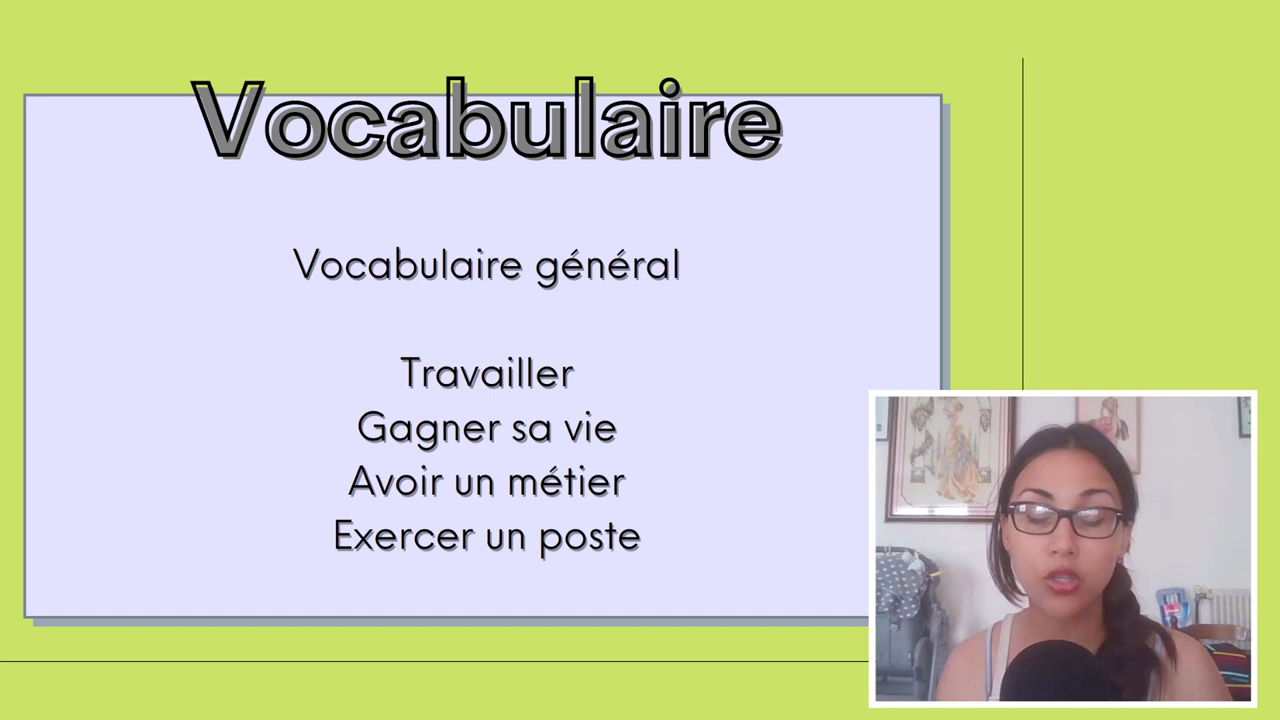 Vocabulaire
Vocabulaire général
Travailler
Gagner sa vie
Avoir un métier
Exercer un poste